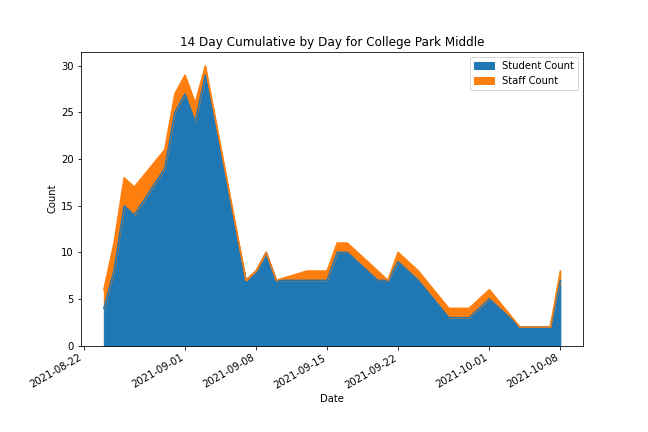 14 Day Cumulative by Day for College Park Middle
Student Count
Staff Count
30
25
20
15
10
5
0
Count
2021-08-22
2021-09-01
2021-09-08
2021-09-15
2021-09-22
2021-10-01
2021-10-08
Date